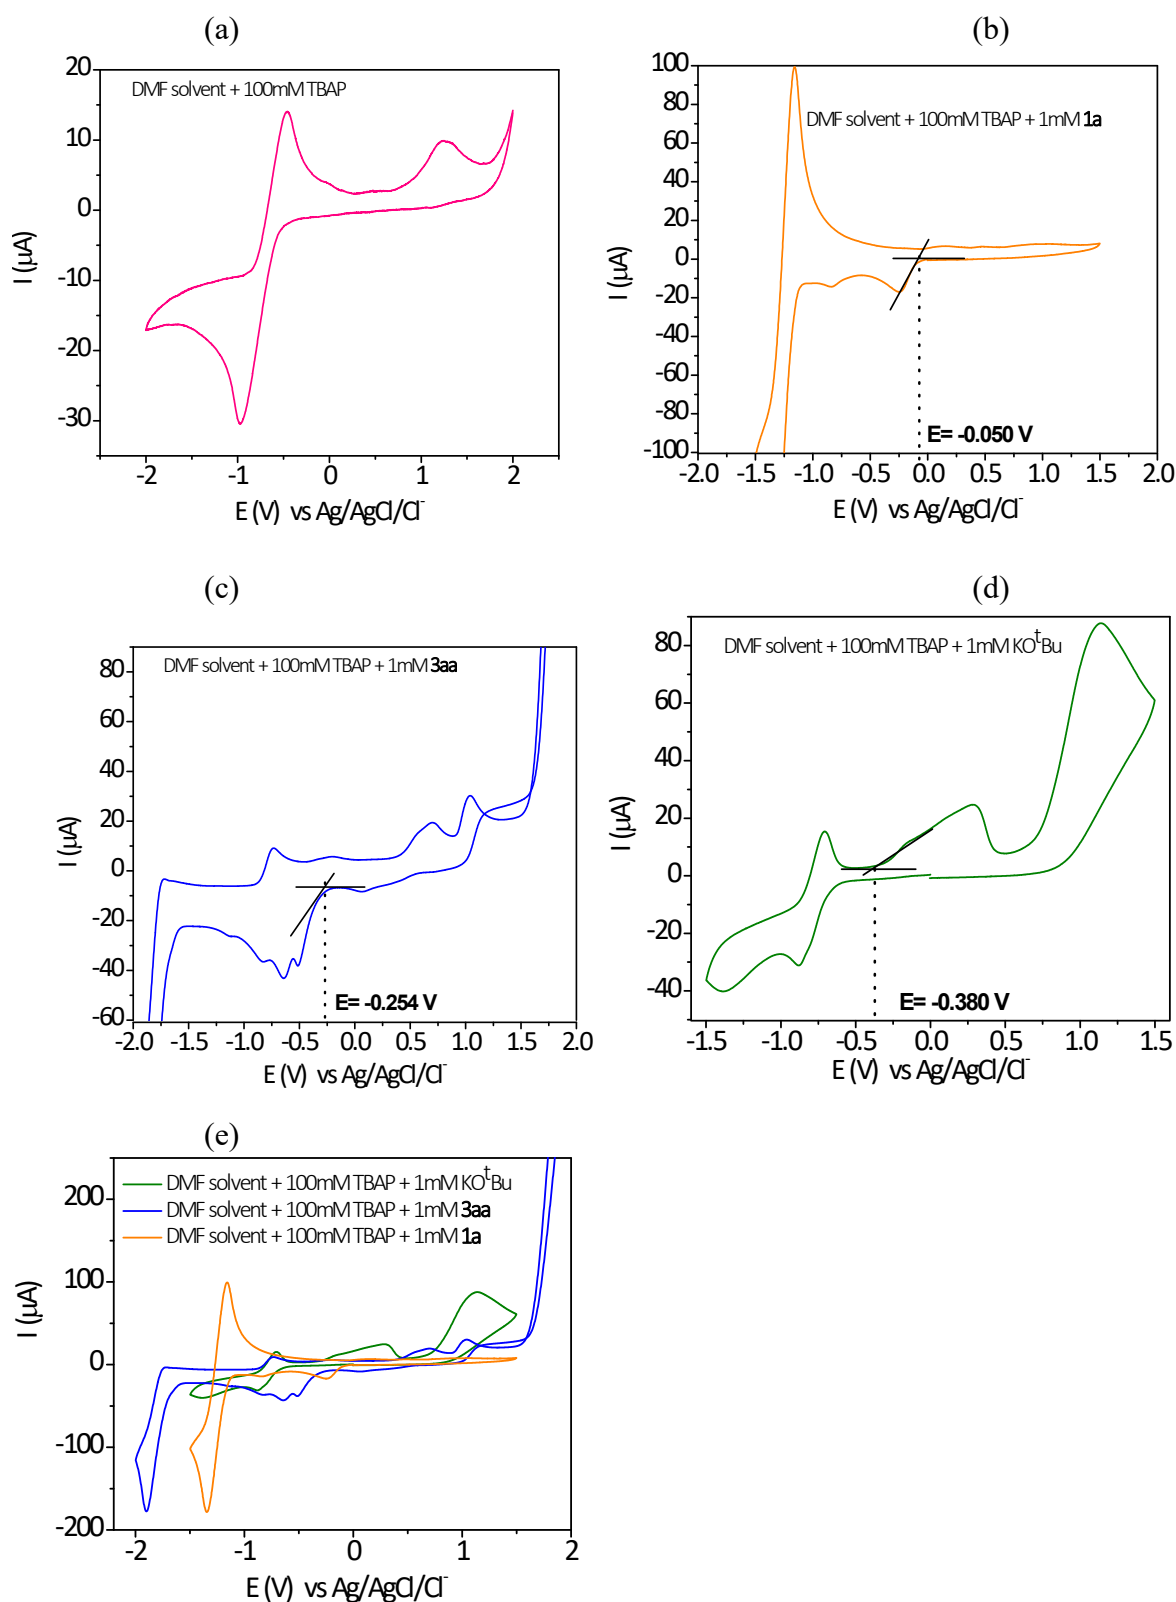 (a)
DMF solvent + 100mM TBAP
I (µA)
20
10
0
-10
-20
-30
-2
-1
0
1
2
E (V) vs Ag/AgCl/Cl⁻
(b)
DMF solvent + 100mM TBAP + 1mM 1a
I (µA)
100
80
60
40
20
0
-20
-40
-60
-80
-100
E= -0.050 V
-2.0
-1.5
-1.0
-0.5
0.0
0.5
1.0
1.5
2.0
E (V) vs Ag/AgCl/Cl⁻
(c)
DMF solvent + 100mM TBAP + 1mM 3aa
I (µA)
80
60
40
20
0
-20
-40
-60
E= -0.254 V
-2.0
-1.5
-1.0
-0.5
0.0
0.5
1.0
1.5
2.0
E (V) vs Ag/AgCl/Cl⁻
(d)
DMF solvent + 100mM TBAP + 1mM KOᵗBu
I (µA)
80
60
40
20
0
-20
-40
E= -0.380 V
-1.5
-1.0
-0.5
0.0
0.5
1.0
1.5
E (V) vs Ag/AgCl/Cl⁻
(e)
DMF solvent + 100mM TBAP + 1mM KOᵗBu
DMF solvent + 100mM TBAP + 1mM 3aa
DMF solvent + 100mM TBAP + 1mM 1a
I (µA)
200
100
0
-100
-200
-2
-1
0
1
2
E (V) vs Ag/AgCl/Cl⁻